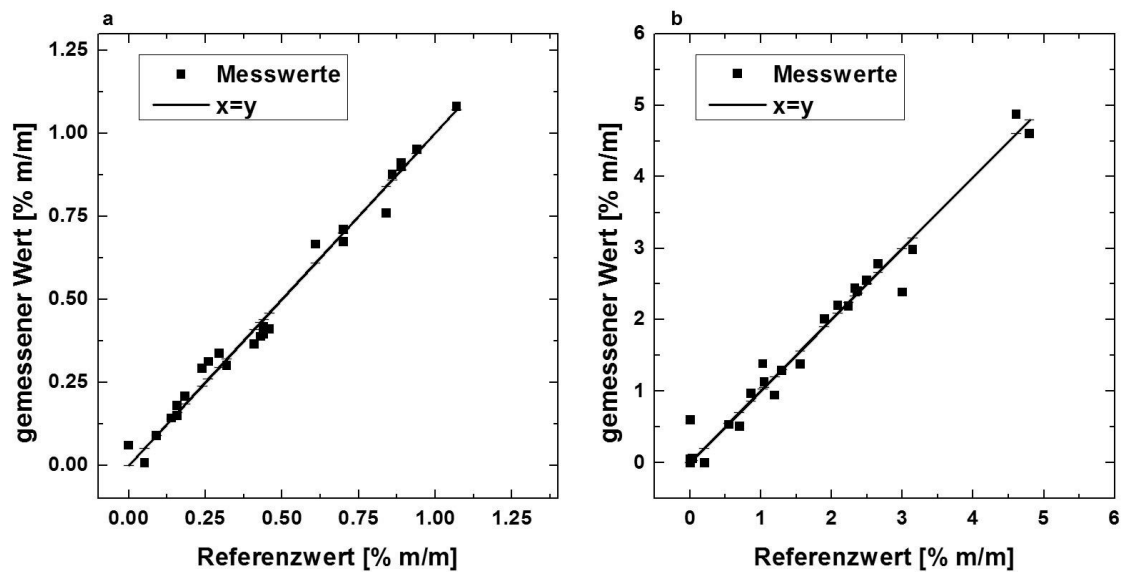 a
1.25
1.00
0.75
0.50
0.25
0.00
gemessener Wert [% m/m]
Messwerte
x=y
0.00 0.25 0.50 0.75 1.00 1.25
Referenzwert [% m/m]
b
6
5
4
3
2
1
0
gemessener Wert [% m/m]
Messwerte
x=y
0 1 2 3 4 5 6
Referenzwert [% m/m]